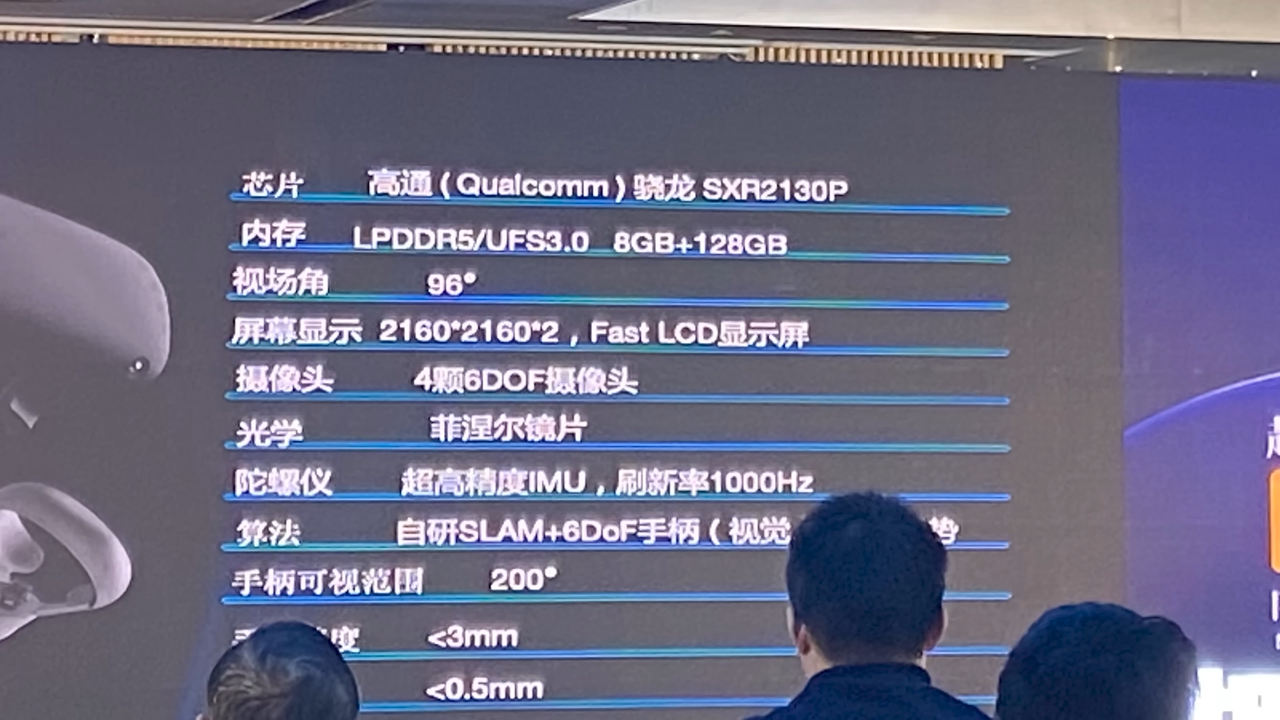 芯片 高通(Qualcomm)骁龙 SXR2130P
内存 LPDDR5/UFS3.0 8GB+128GB
视场角 96°
屏幕显示 2160*2160*2，Fast LCD显示屏
摄像头 4颗6DOF摄像头
光学 菲涅尔镜片
陀螺仪 超高精度IMU，刷新率1000Hz
算法 自研SLAM+6DoF手柄(视觉 势
手柄可视范围 200°
度 <3mm
<0.5mm